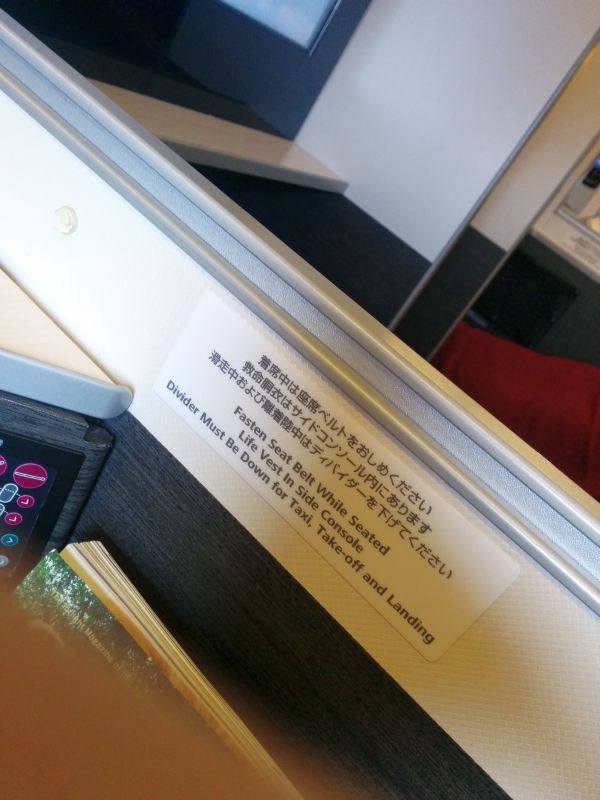 着席中は座席ベルトをおしめください
救命胴衣はサイドコンソール内にあります
滑走中および離着陸中はディバイダーを下げてください
Fasten Seat Belt While Seated
Life Vest In Side Console
Divider Must Be Down for Taxi, Take-off and Landing
Magazine of